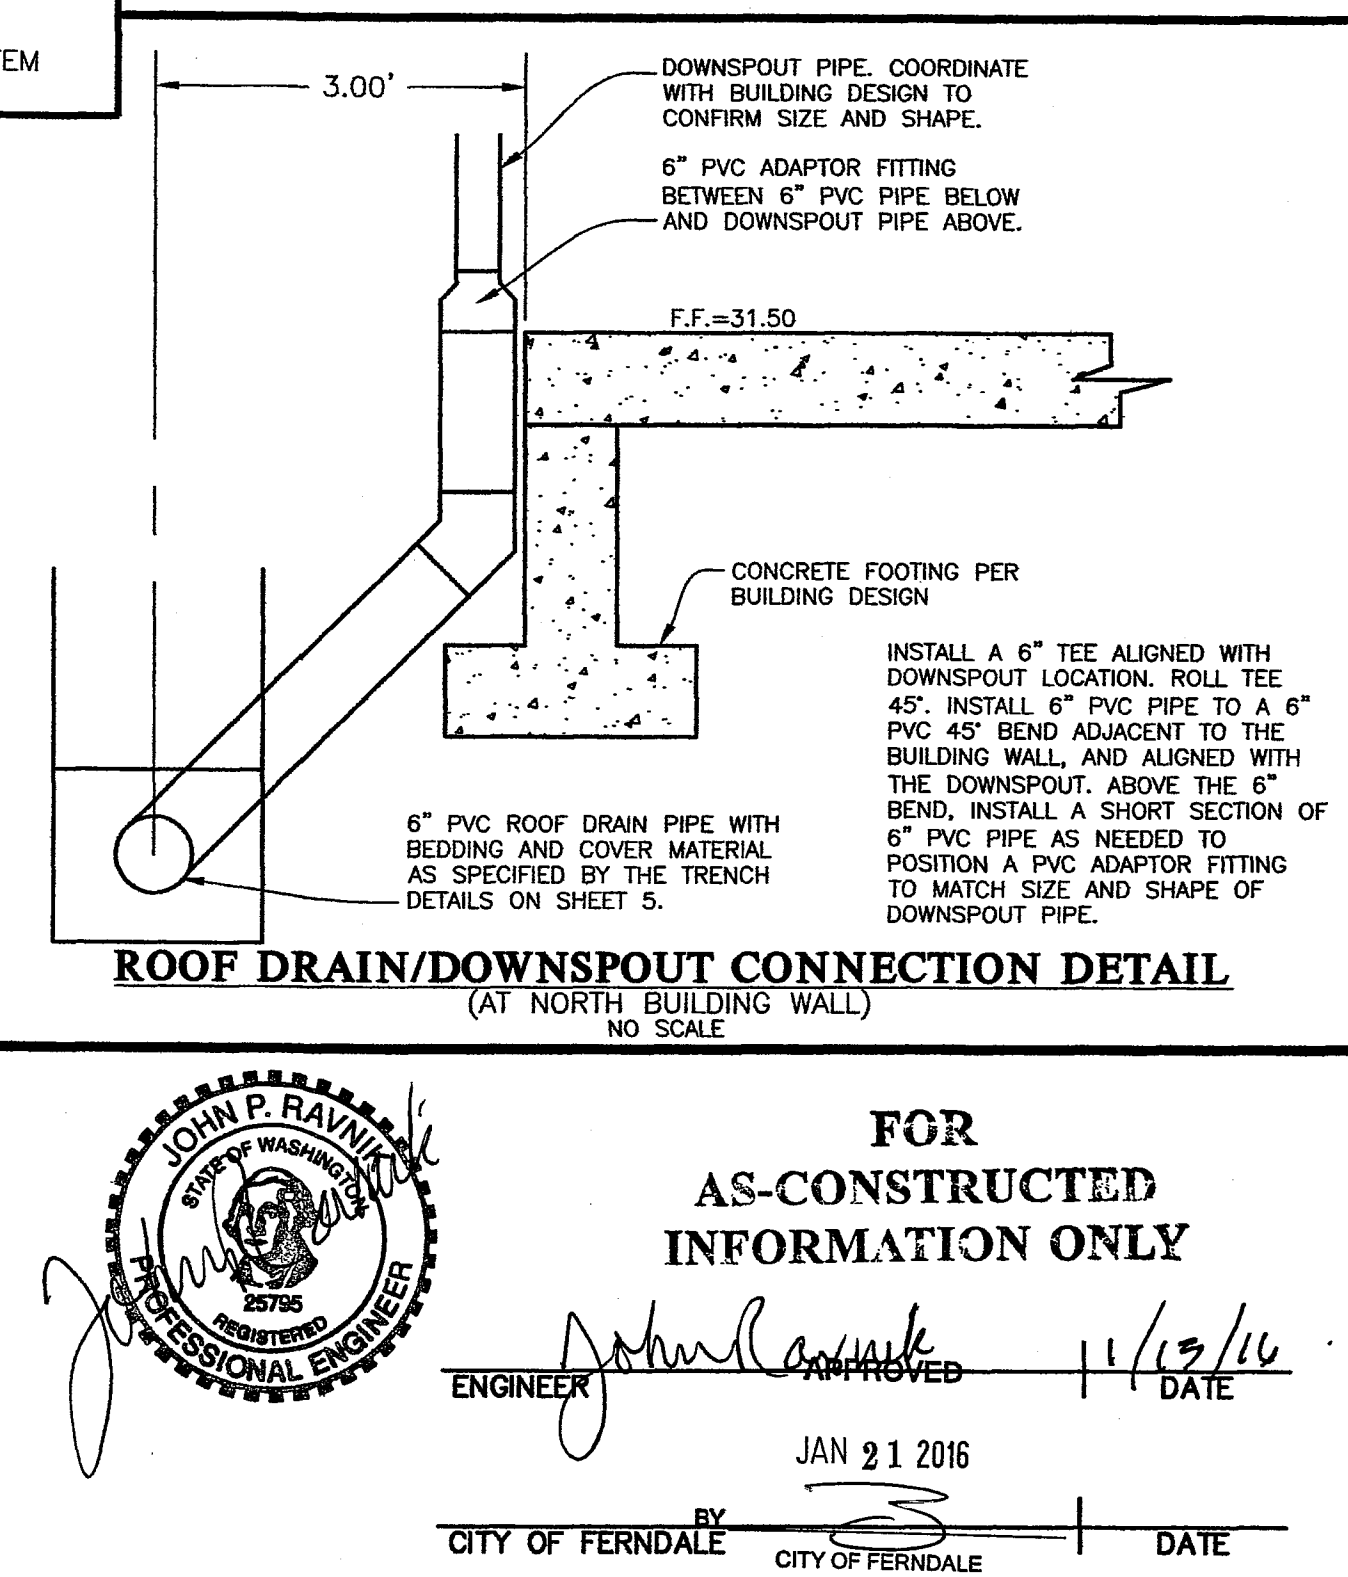 TEM
3.00'
DOWNSPOUT PIPE. COORDINATE
WITH BUILDING DESIGN TO
CONFIRM SIZE AND SHAPE.
6" PVC ADAPTOR FITTING
BETWEEN 6" PVC PIPE BELOW
AND DOWNSPOUT PIPE ABOVE.
F.F.=31.50
CONCRETE FOOTING PER
BUILDING DESIGN
INSTALL A 6" TEE ALIGNED WITH
DOWNSPOUT LOCATION. ROLL TEE
45°. INSTALL 6" PVC PIPE TO A 6"
PVC 45° BEND ADJACENT TO THE
BUILDING WALL, AND ALIGNED WITH
THE DOWNSPOUT. ABOVE THE 6"
BEND, INSTALL A SHORT SECTION OF
6" PVC PIPE AS NEEDED TO
POSITION A PVC ADAPTOR FITTING
TO MATCH SIZE AND SHAPE OF
DOWNSPOUT PIPE.
6" PVC ROOF DRAIN PIPE WITH
BEDDING AND COVER MATERIAL
AS SPECIFIED BY THE TRENCH
DETAILS ON SHEET 5.
ROOF DRAIN/DOWNSPOUT CONNECTION DETAIL
(AT NORTH BUILDING WALL)
NO SCALE
JOHN P. RAVNIK
STATE OF WASHINGTON
25795
REGISTERED
PROFESSIONAL ENGINEER
FOR
AS-CONSTRUCTED
INFORMATION ONLY
John Ravnik
ENGINEER APPROVED DATE
JAN 21 2016
BY
CITY OF FERNDALE DATE
CITY OF FERNDALE